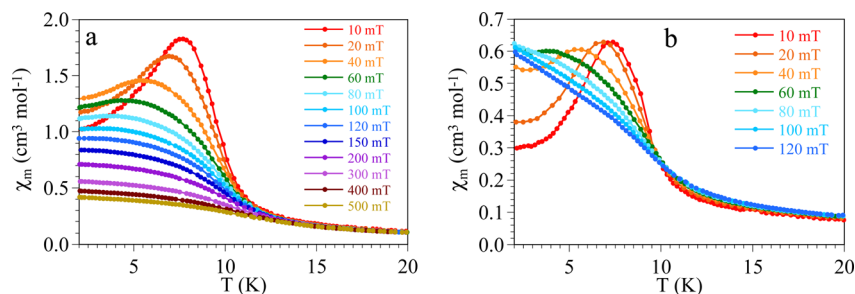 a
χm (cm³ mol⁻¹)
2.0
1.5
1.0
0.5
0.0
5
10
15
20
T (K)
10 mT
20 mT
40 mT
60 mT
80 mT
100 mT
120 mT
150 mT
200 mT
300 mT
400 mT
500 mT
b
χm (cm³ mol⁻¹)
0.7
0.6
0.5
0.4
0.3
0.2
0.1
0.0
5
10
15
20
T (K)
10 mT
20 mT
40 mT
60 mT
80 mT
100 mT
120 mT